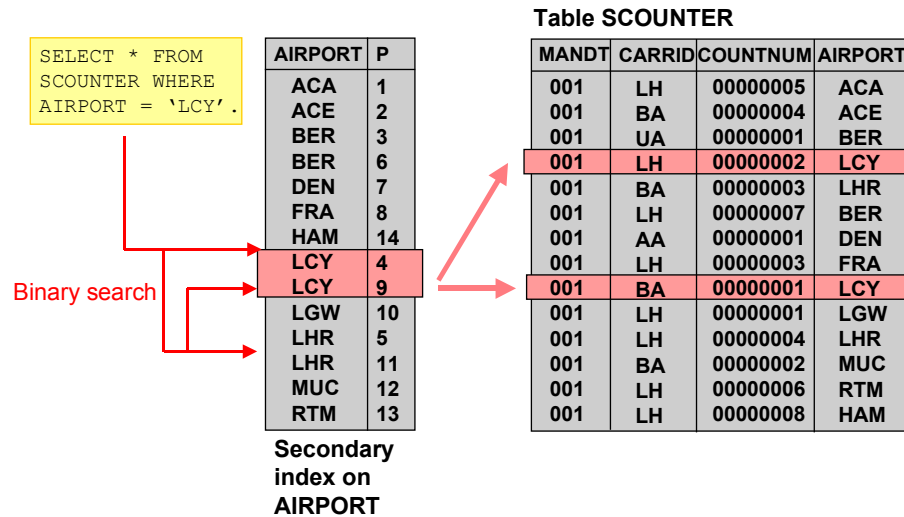 Table SCOUNTER
SELECT * FROM
SCOUNTER WHERE
AIRPORT = ‘LCY’.
AIRPORT P
ACA 1
ACE 2
BER 3
BER 6
DEN 7
FRA 8
HAM 14
LCY 4
LCY 9
LGW 10
LHR 5
LHR 11
MUC 12
RTM 13
Binary search
Secondary
index on
AIRPORT
MANDT CARRID COUNTNUM AIRPORT
001 LH 00000005 ACA
001 BA 00000004 ACE
001 UA 00000001 BER
001 LH 00000002 LCY
001 BA 00000003 LHR
001 LH 00000007 BER
001 AA 00000001 DEN
001 LH 00000003 FRA
001 BA 00000001 LCY
001 LH 00000001 LGW
001 LH 00000004 LHR
001 BA 00000002 MUC
001 LH 00000006 RTM
001 LH 00000008 HAM